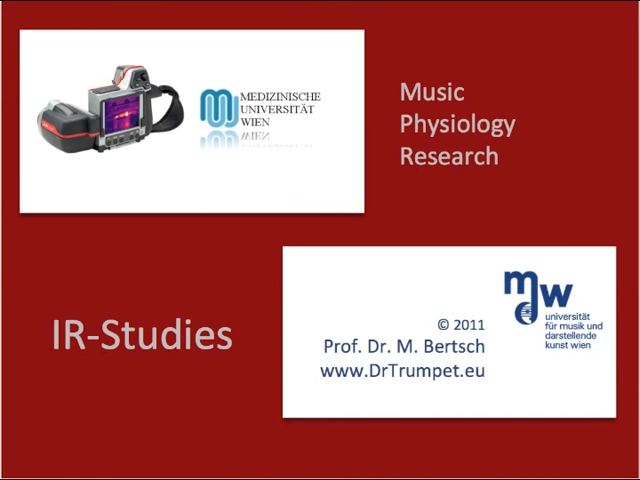 MEDIZINISCHE
UNIVERSITÄT
WIEN
Music
Physiology
Research
IR-Studies
mdw
universität
für musik und
darstellende
kunst wien
© 2011
Prof. Dr. M. Bertsch
www.DrTrumpet.eu